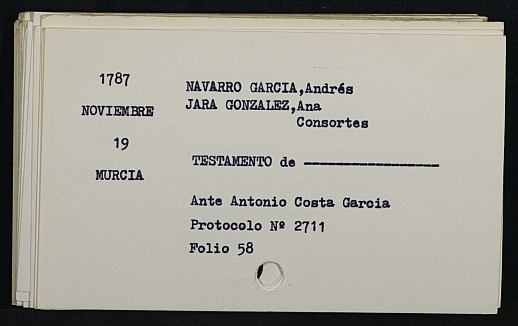 1787
NOVIEMBRE
19
MURCIA
NAVARRO GARCIA,Andrés
JARA GONZALEZ,Ana
Consortes
TESTAMENTO de ------------------
Ante Antonio Costa Garcia
Protocolo Nº 2711
Folio 58